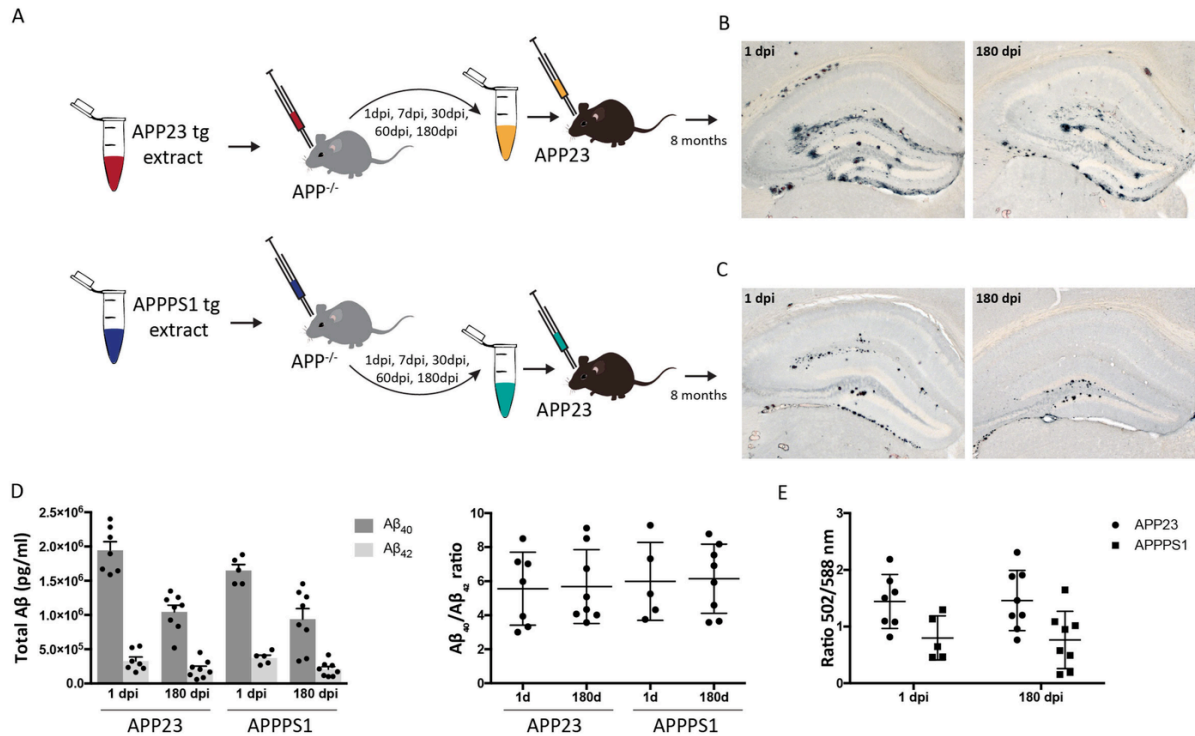 A
APP23 tg
extract
APP-/-
1dpi, 7dpi, 30dpi,
60dpi, 180dpi
APP23
8 months
APPPS1 tg
extract
APP-/-
1dpi, 7dpi, 30dpi,
60dpi, 180dpi
APP23
8 months
B
1 dpi
180 dpi
C
1 dpi
180 dpi
D
Total Aβ (pg/ml)
2.5×10⁶
2.0×10⁶
1.5×10⁶
1.0×10⁶
5.0×10⁵
0.0
1 dpi 180 dpi 1 dpi 180 dpi
APP23 APPPS1
Aβ₄₀
Aβ₄₂
Aβ₄₀/Aβ₄₂ ratio
10
8
6
4
2
0
1d 180d 1d 180d
APP23 APPPS1
E
Ratio 502/588 nm
3
2
1
0
1 dpi 180 dpi
APP23
APPPS1